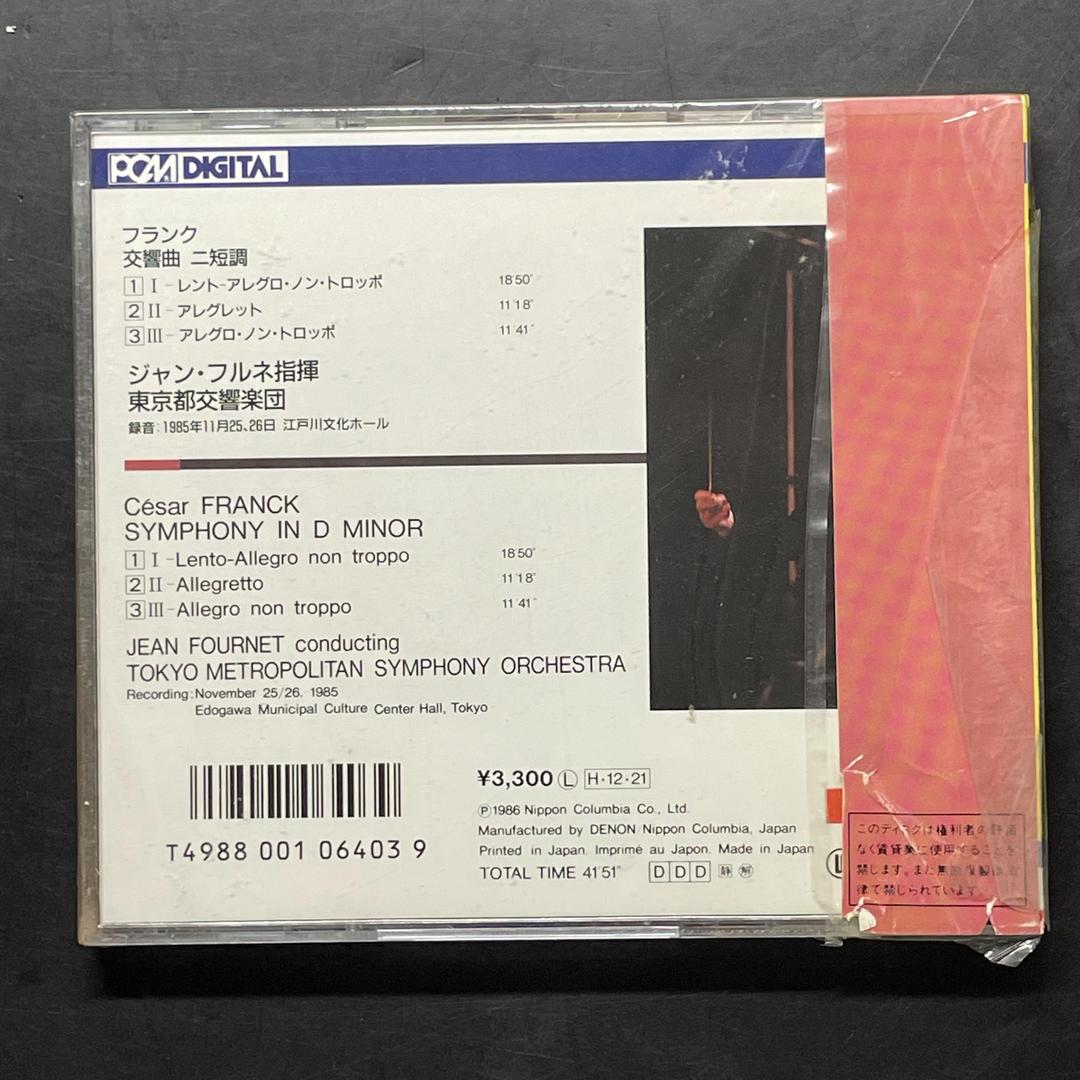 PCM DIGITAL
フランク
交響曲 ニ短調
1 I-レント-アレグロ・ノン・トロッポ 18'50"
2 II-アレグレット 11'18"
3 III-アレグロ・ノン・トロッポ 11'41"
ジャン・フルネ指揮
東京都交響楽団
録音:1985年11月25、26日 江戸川文化ホール
César FRANCK
SYMPHONY IN D MINOR
1 I-Lento-Allegro non troppo 18'50"
2 II-Allegretto 11'18"
3 III-Allegro non troppo 11'41"
JEAN FOURNET conducting
TOKYO METROPOLITAN SYMPHONY ORCHESTRA
Recording: November 25/26. 1985
Edogawa Municipal Culture Center Hall, Tokyo
T4988 001 06403 9
¥3,300 Ⓛ H・12・21
Ⓟ1986 Nippon Columbia Co., Ltd.
Manufactured by DENON/Nippon Columbia, Japan
Printed in Japan. Imprimé au Japon. Made in Japan
TOTAL TIME 41'51" DDD
このディスクは権利者の許諾
なく賃貸業に使用することを
禁じます。また無断複製は法
律で禁じられています。